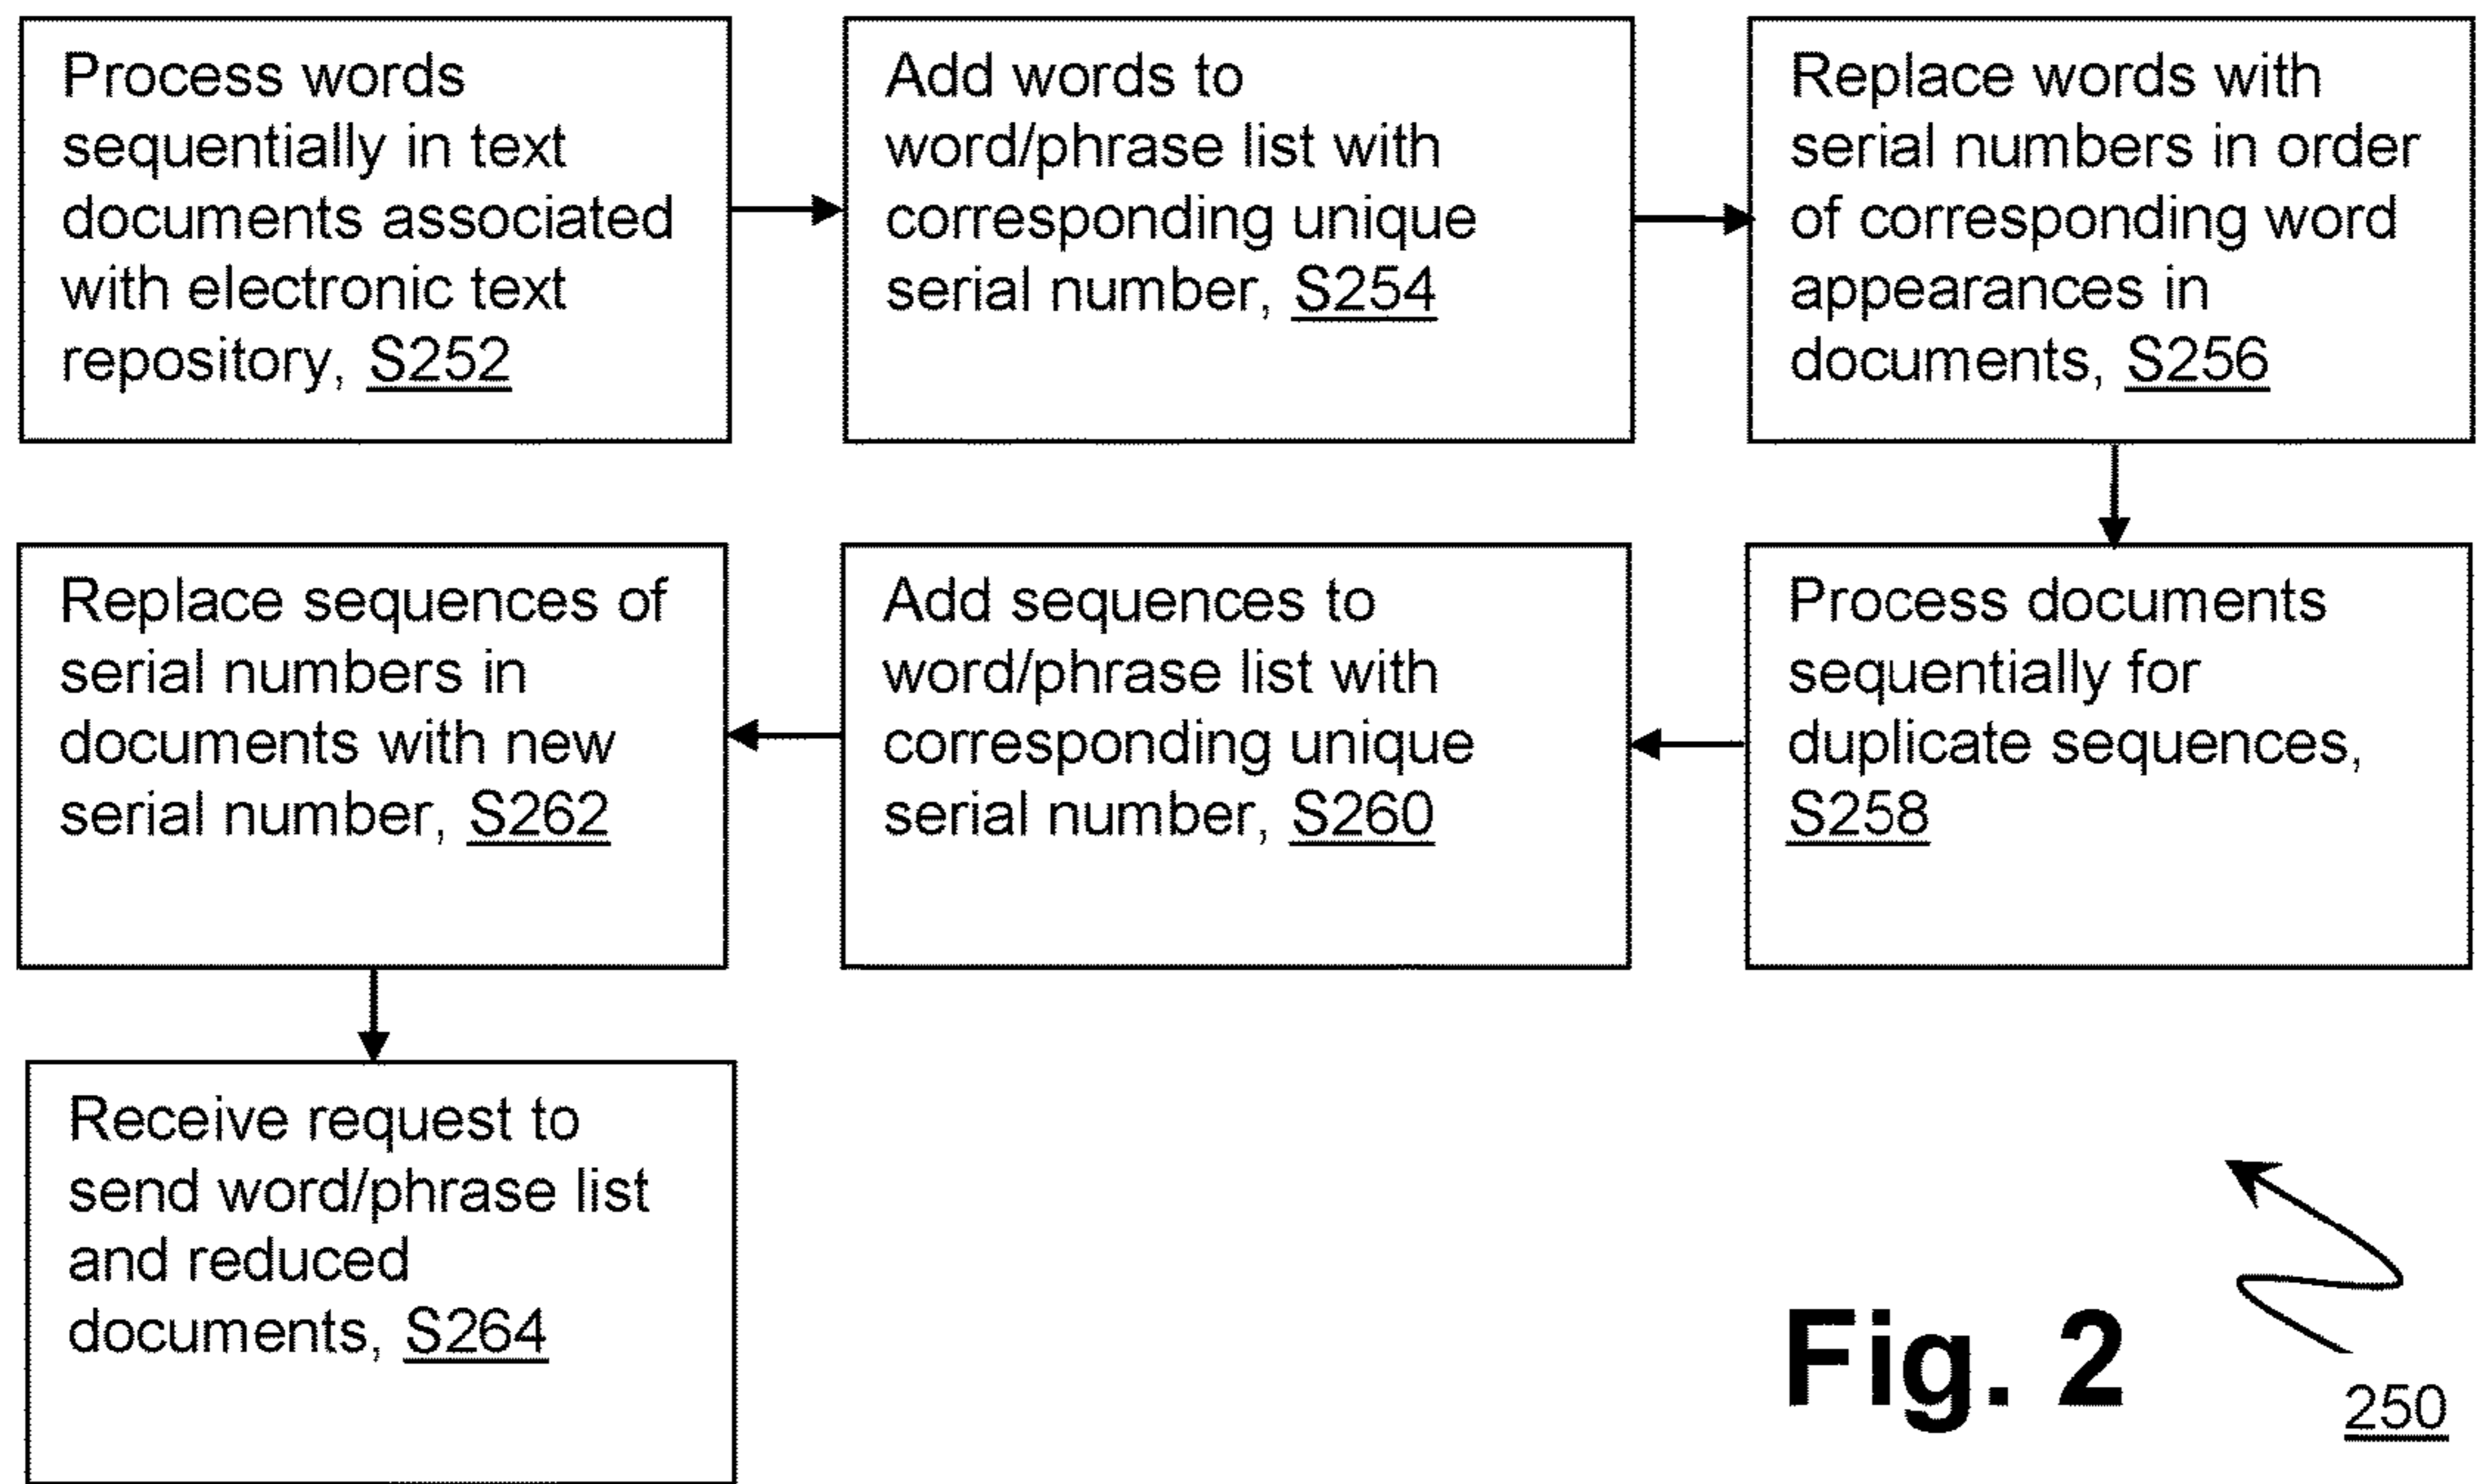 Process words
sequentially in text
documents associated
with electronic text
repository, S252
Add words to
word/phrase list with
corresponding unique
serial number, S254
Replace words with
serial numbers in order
of corresponding word
appearances in
documents, S256
Process documents
sequentially for
duplicate sequences,
S258
Add sequences to
word/phrase list with
corresponding unique
serial number, S260
Replace sequences of
serial numbers in
documents with new
serial number, S262
Receive request to
send word/phrase list
and reduced
documents, S264
Fig. 2
250